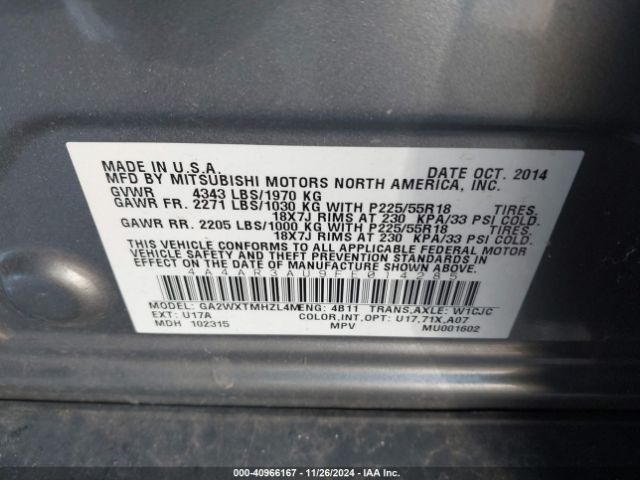 MADE IN U.S.A. DATE OCT. 2014
MFD BY MITSUBISHI MOTORS NORTH AMERICA, INC.
GVWR 4343 LBS/1970 KG
GAWR FR. 2271 LBS/1030 KG WITH P225/55R18 TIRES,
18X7J RIMS AT 230 KPA/33 PSI COLD.
GAWR RR. 2205 LBS/1000 KG WITH P225/55R18 TIRES,
18X7J RIMS AT 230 KPA/33 PSI COLD.
THIS VEHICLE CONFORMS TO ALL APPLICABLE FEDERAL MOTOR
VEHICLE SAFETY AND THEFT PREVENTION STANDARDS IN
EFFECT ON THE DATE OF MANUFACTURE.
4A4AR3AU9FE014286
MODEL: GA2WXTMHZL4M ENG: 4B11 TRANS,AXLE: W1CJC
EXT: U17A COLOR,INT,OPT: U17,71X,A07
MDH 102315 MPV MU001602
000-40966167 - 11/26/2024 - IAA Inc.